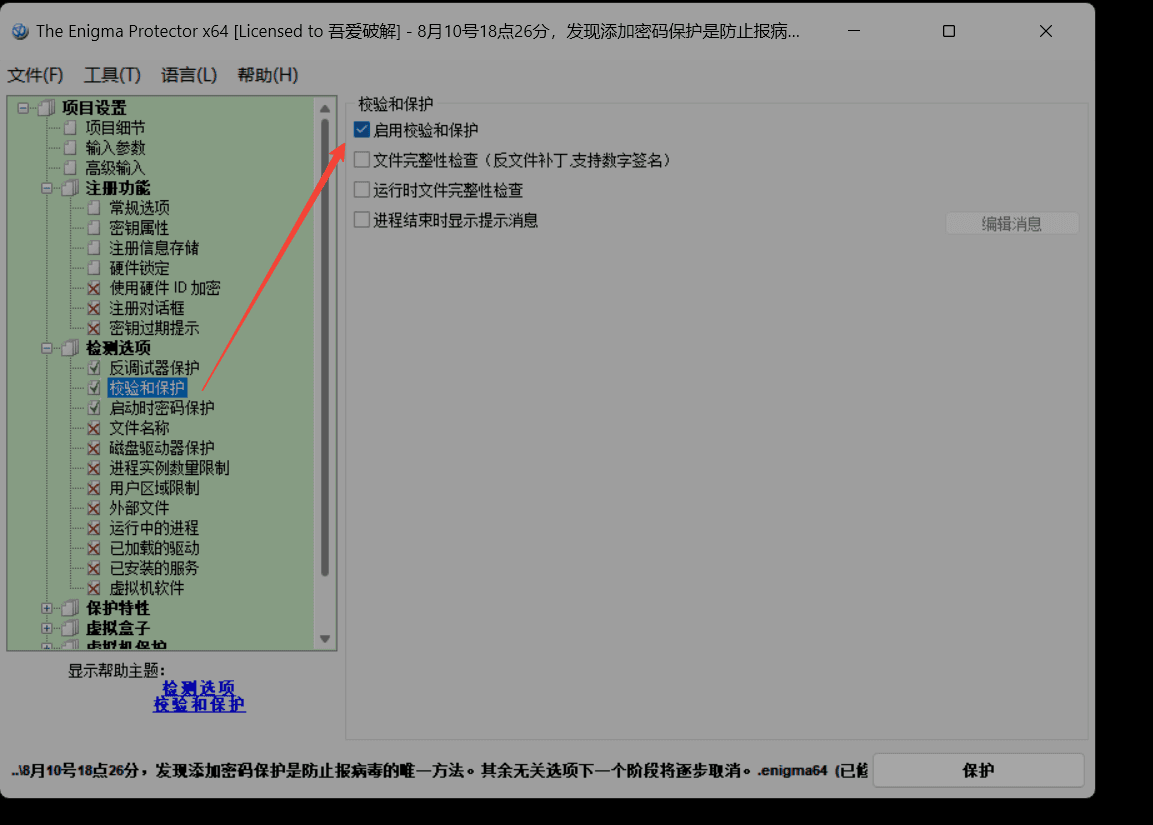 The Enigma Protector x64 [Licensed to 吾爱破解] - 8月10号18点26分，发现添加密码保护是防止报病...
文件(F) 工具(T) 语言(L) 帮助(H)
项目设置
项目细节
输入参数
高级输入
注册功能
常规选项
密钥属性
注册信息存储
硬件锁定
使用硬件 ID 加密
注册对话框
密钥过期提示
检测选项
反调试器保护
校验和保护
启动时密码保护
文件名称
磁盘驱动器保护
进程实例数量限制
用户区域限制
外部文件
运行中的进程
已加载的驱动
已安装的服务
虚拟机软件
保护特性
虚拟盒子
虚拟机保护
显示帮助主题：
检测选项
校验和保护
校验和保护
启用校验和保护
文件完整性检查（反文件补丁,支持数字签名）
运行时文件完整性检查
进程结束时显示提示消息
编辑消息
..\8月10号18点26分，发现添加密码保护是防止报病毒的唯一方法。其余无关选项下一个阶段将逐步取消。.enigma64 (已修
保护